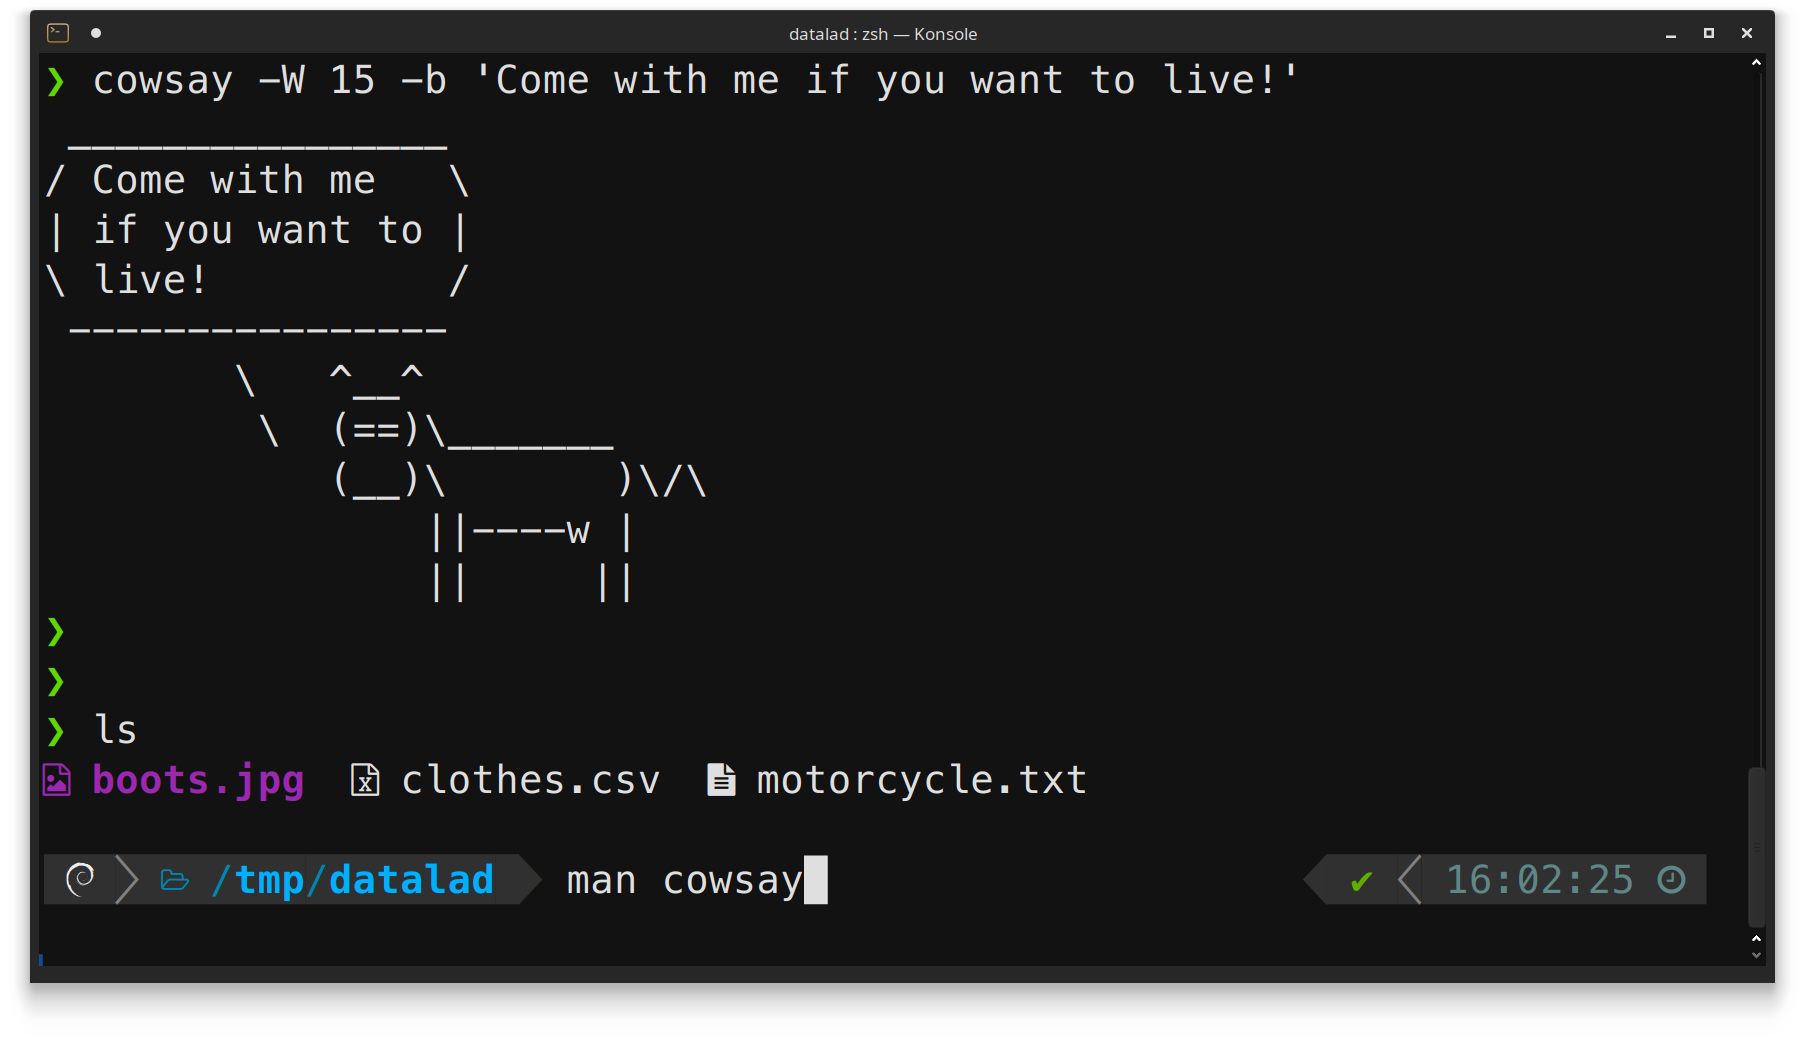 datalad : zsh — Konsole
❯ cowsay -W 15 -b 'Come with me if you want to live!'
 ________________
/ Come with me   \
| if you want to |
\ live!          /
 ----------------
        \   ^__^
         \  (==)\_______
            (__)\       )\/\
                ||----w |
                ||     ||
❯
❯
❯ ls
boots.jpg  clothes.csv  motorcycle.txt
/tmp/datalad  man cowsay  ✔ 16:02:25